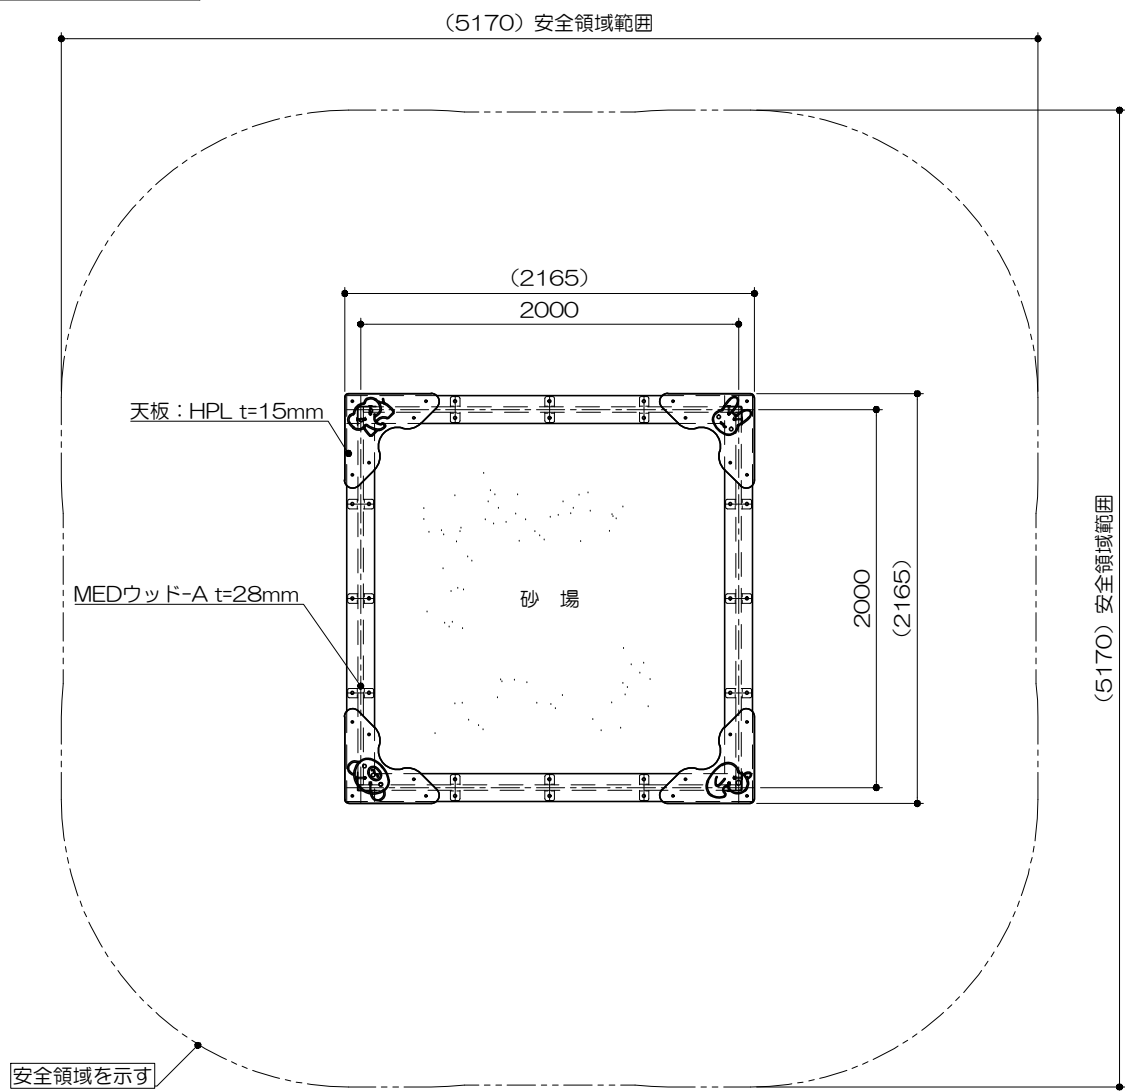 (5170) 安全領域範囲
(2165)
2000
天板：HPL t=15mm
MEDウッド-A t=28mm
砂 場
2000
(2165)
(5170) 安全領域範囲
安全領域を示す